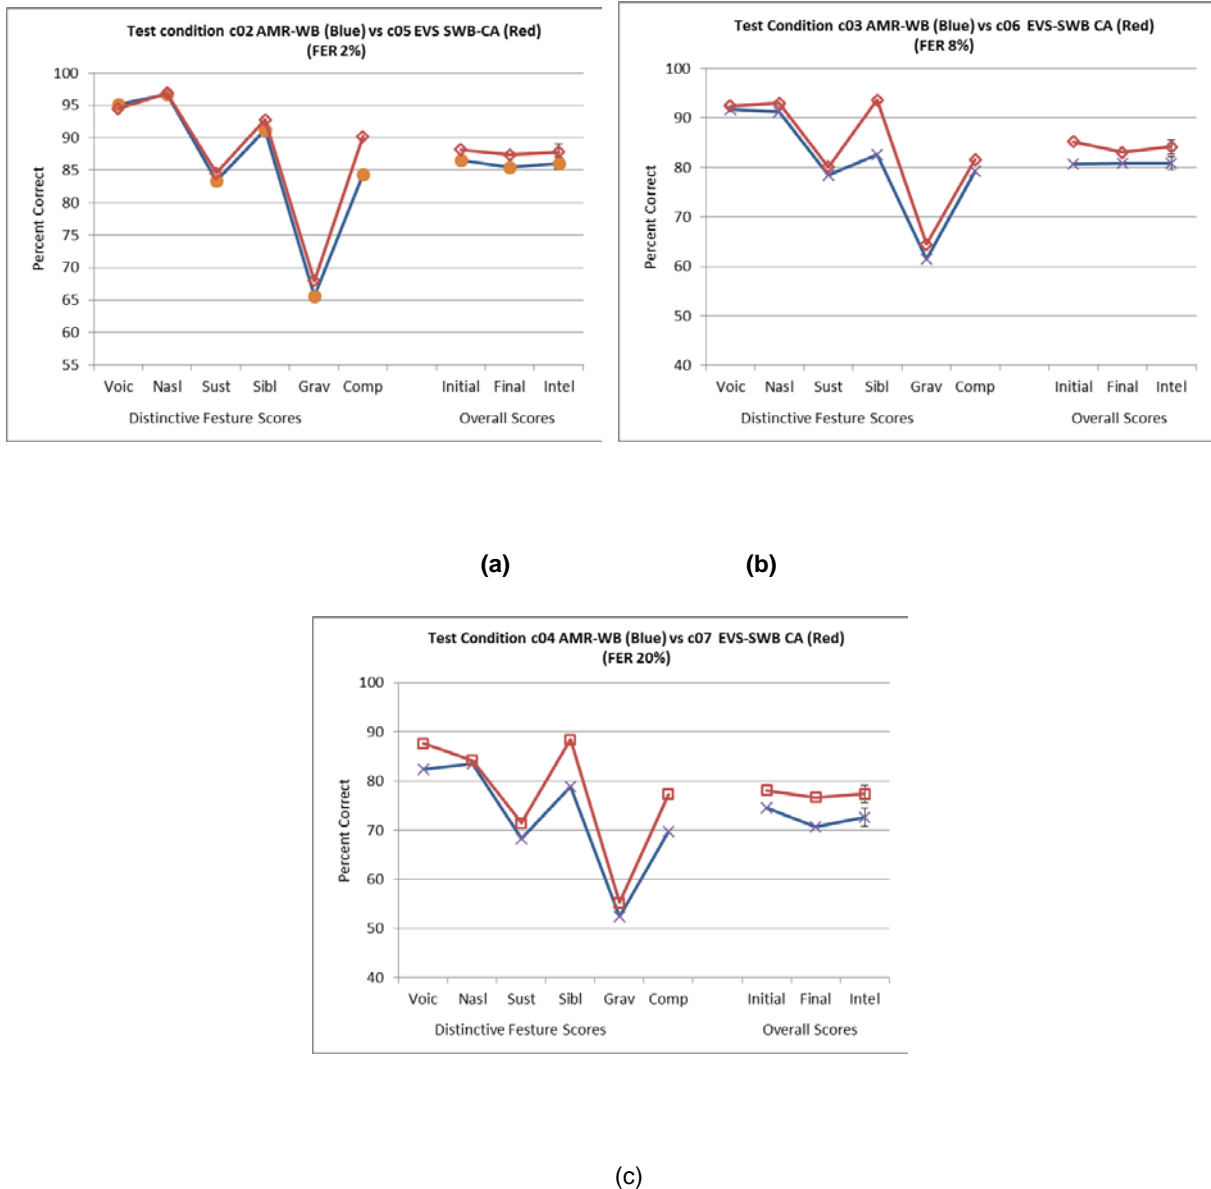 Test condition c02 AMR-WB (Blue) vs c05 EVS SWB-CA (Red)
(FER 2%)
Percent Correct
100
95
90
85
80
75
70
65
60
55
Voic Nasl Sust Sibl Grav Comp Initial Final Intel
Distinctive Festure Scores Overall Scores
Test condition c03 AMR-WB (Blue) vs c06 EVS-SWB CA (Red)
(FER 8%)
Percent Correct
100
90
80
70
60
50
40
Voic Nasl Sust Sibl Grav Comp Initial Final Intel
Distinctive Festure Scores Overall Scores
(a) (b)
Test Condition c04 AMR-WB (Blue) vs c07 EVS-SWB CA (Red)
(FER 20%)
Percent Correct
100
90
80
70
60
50
40
Voic Nasl Sust Sibl Grav Comp Initial Final Intel
Distinctive Festure Scores Overall Scores
(c)